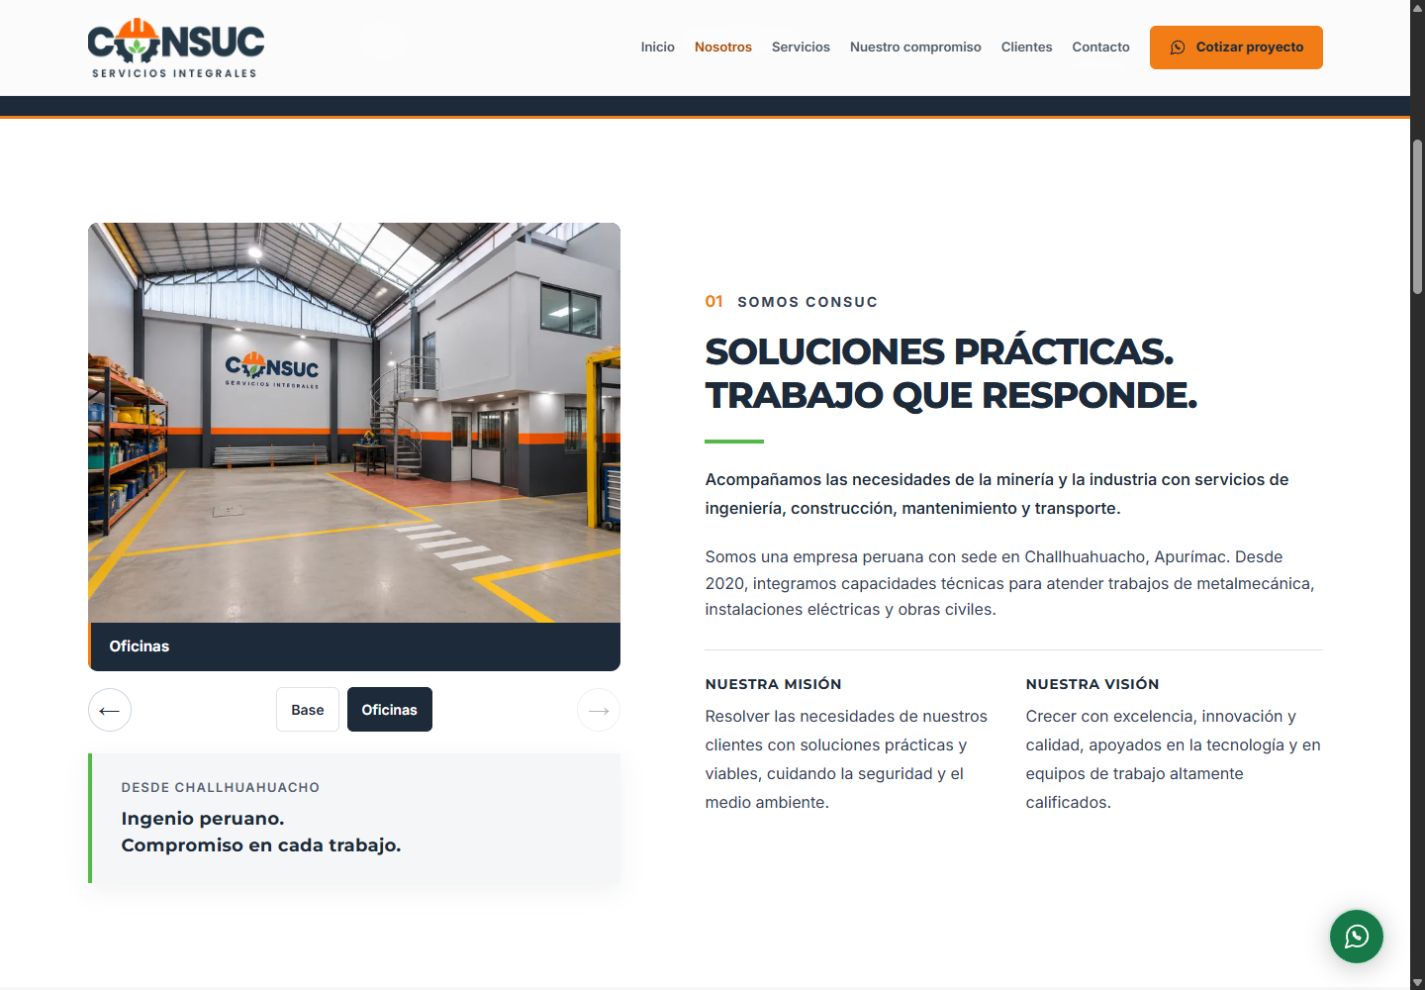 CONSUC
SERVICIOS INTEGRALES
Inicio
Nosotros
Servicios
Nuestro compromiso
Clientes
Contacto
Cotizar proyecto
CONSUC
SERVICIOS INTEGRALES
Oficinas
←
Base
Oficinas
→
DESDE CHALLHUAHUACHO
Ingenio peruano.
Compromiso en cada trabajo.
01 SOMOS CONSUC
SOLUCIONES PRÁCTICAS.
TRABAJO QUE RESPONDE.
Acompañamos las necesidades de la minería y la industria con servicios de
ingeniería, construcción, mantenimiento y transporte.
Somos una empresa peruana con sede en Challhuahuacho, Apurímac. Desde
2020, integramos capacidades técnicas para atender trabajos de metalmecánica,
instalaciones eléctricas y obras civiles.
NUESTRA MISIÓN
Resolver las necesidades de nuestros
clientes con soluciones prácticas y
viables, cuidando la seguridad y el
medio ambiente.
NUESTRA VISIÓN
Crecer con excelencia, innovación y
calidad, apoyados en la tecnología y en
equipos de trabajo altamente
calificados.